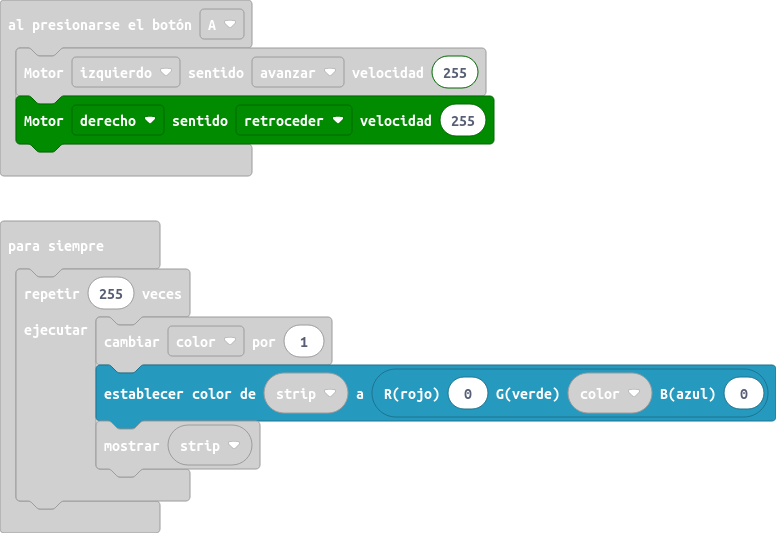 al presionarse el botón A
Motor izquierdo sentido avanzar velocidad 255
Motor derecho sentido retroceder velocidad 255
para siempre
repetir 255 veces
ejecutar
cambiar color por 1
establecer color de strip a R(rojo) 0 G(verde) color B(azul) 0
mostrar strip